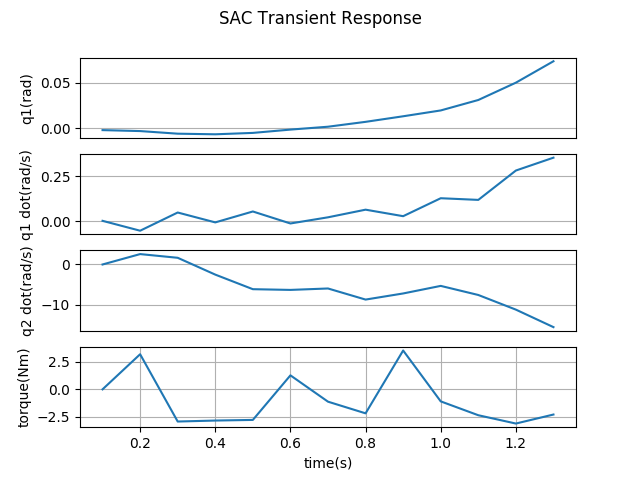 SAC Transient Response
q1(rad)
0.05
0.00
q1 dot(rad/s)
0.25
0.00
q2 dot(rad/s)
0
−10
torque(Nm)
2.5
0.0
−2.5
0.2 0.4 0.6 0.8 1.0 1.2
time(s)